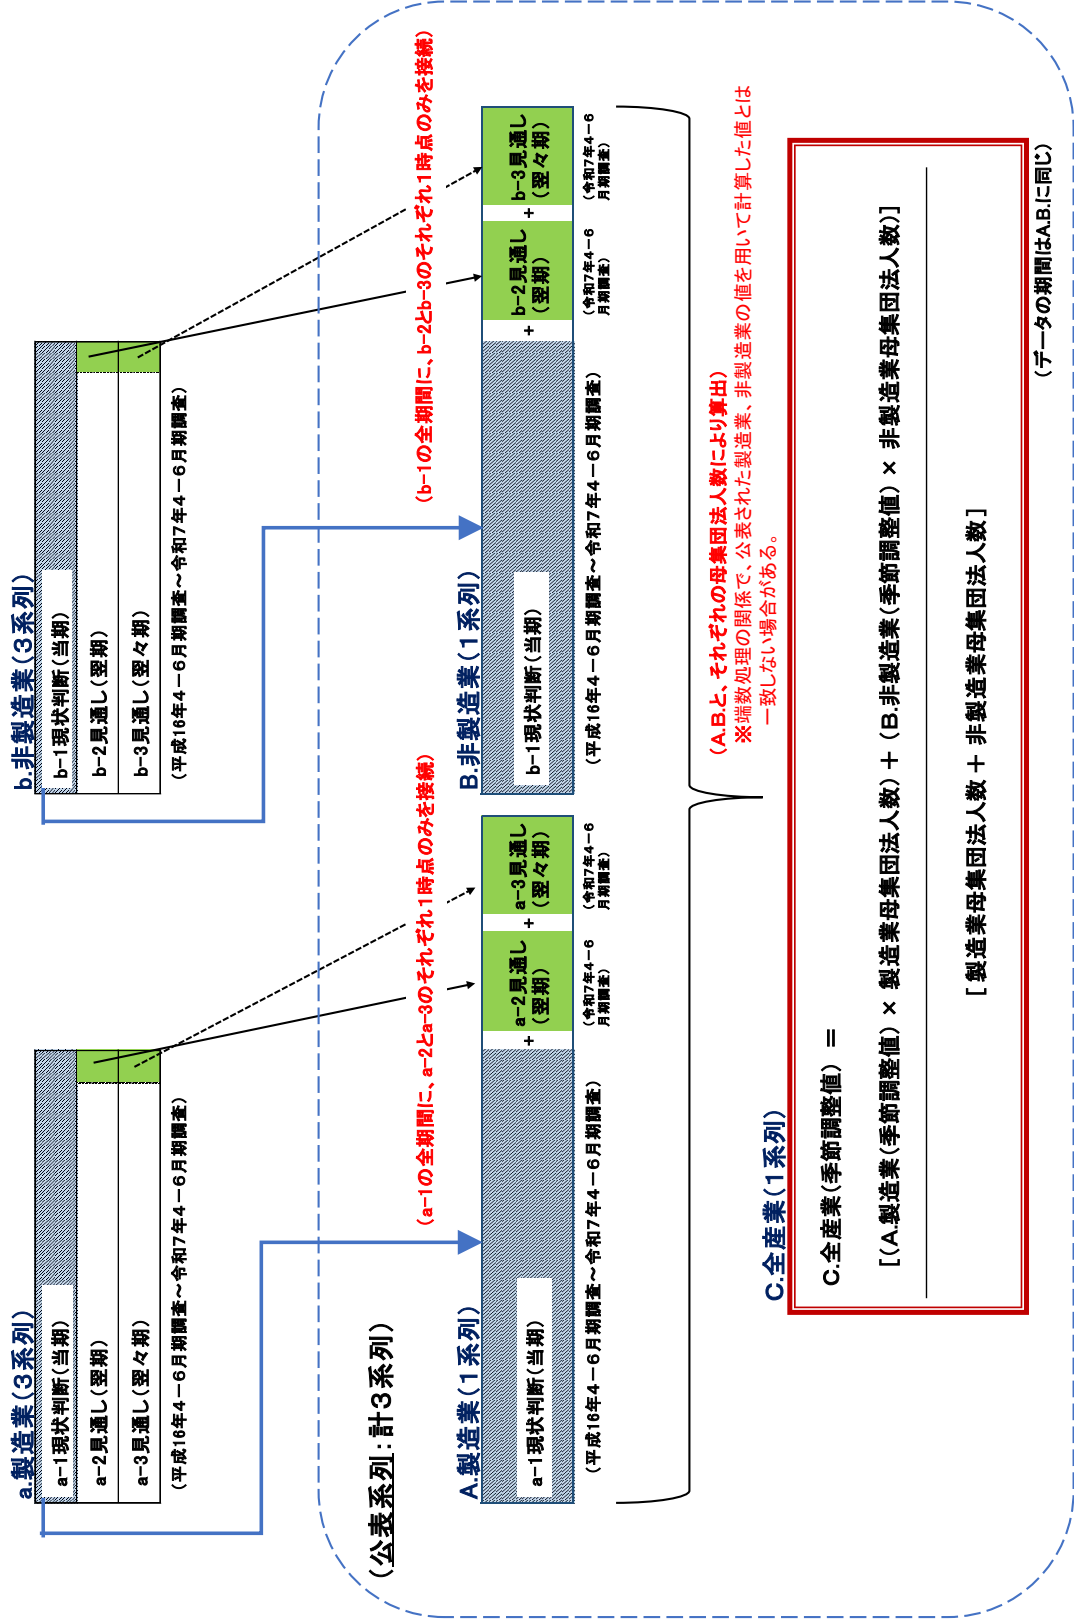 a.製造業(３系列)
a-1現状判断(当期)
a-2見通し(翌期)
a-3見通し(翌々期)
(平成16年４－６月期調査～令和７年４－６月期調査)
b.非製造業(３系列)
b-1現状判断(当期)
b-2見通し(翌期)
b-3見通し(翌々期)
(平成16年４－６月期調査～令和７年４－６月期調査)
(公表系列:計３系列)
(a-1の全期間に、a-2とa-3のそれぞれ１時点のみを接続)
(b-1の全期間に、b-2とb-3のそれぞれ１時点のみを接続)
A.製造業(１系列)
a-1現状判断(当期)
+
a-2見通し
(翌期)
+
a-3見通し
(翌々期)
(平成16年４－６月期調査～令和７年４－６月期調査)
(令和７年４－６
月期調査)
(令和７年４－６
月期調査)
B.非製造業(１系列)
b-1現状判断(当期)
+
b-2見通し
(翌期)
+
b-3見通し
(翌々期)
(平成16年４－６月期調査～令和７年４－６月期調査)
(令和７年４－６
月期調査)
(令和７年４－６
月期調査)
(A.B.と、それぞれの母集団法人数により算出)
※端数処理の関係で、公表された製造業、非製造業の値を用いて計算した値とは
一致しない場合がある。
C.全産業(１系列)
C.全産業(季節調整値) ＝
[(A.製造業(季節調整値) × 製造業母集団法人数) ＋ (B.非製造業(季節調整値) × 非製造業母集団法人数)]
[ 製造業母集団法人数 ＋ 非製造業母集団法人数 ]
(データの期間はA.B.に同じ)